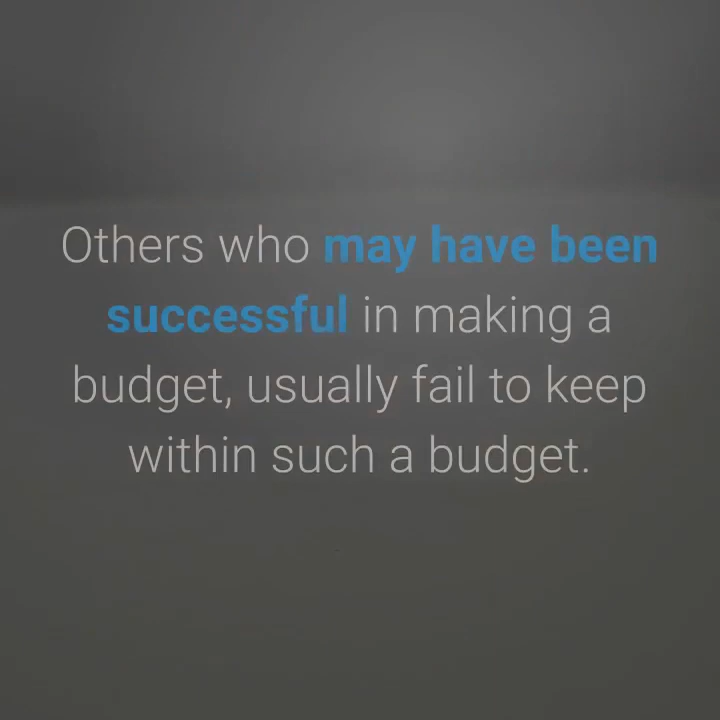 Others who may have been
successful in making a
budget, usually fail to keep
within such a budget.